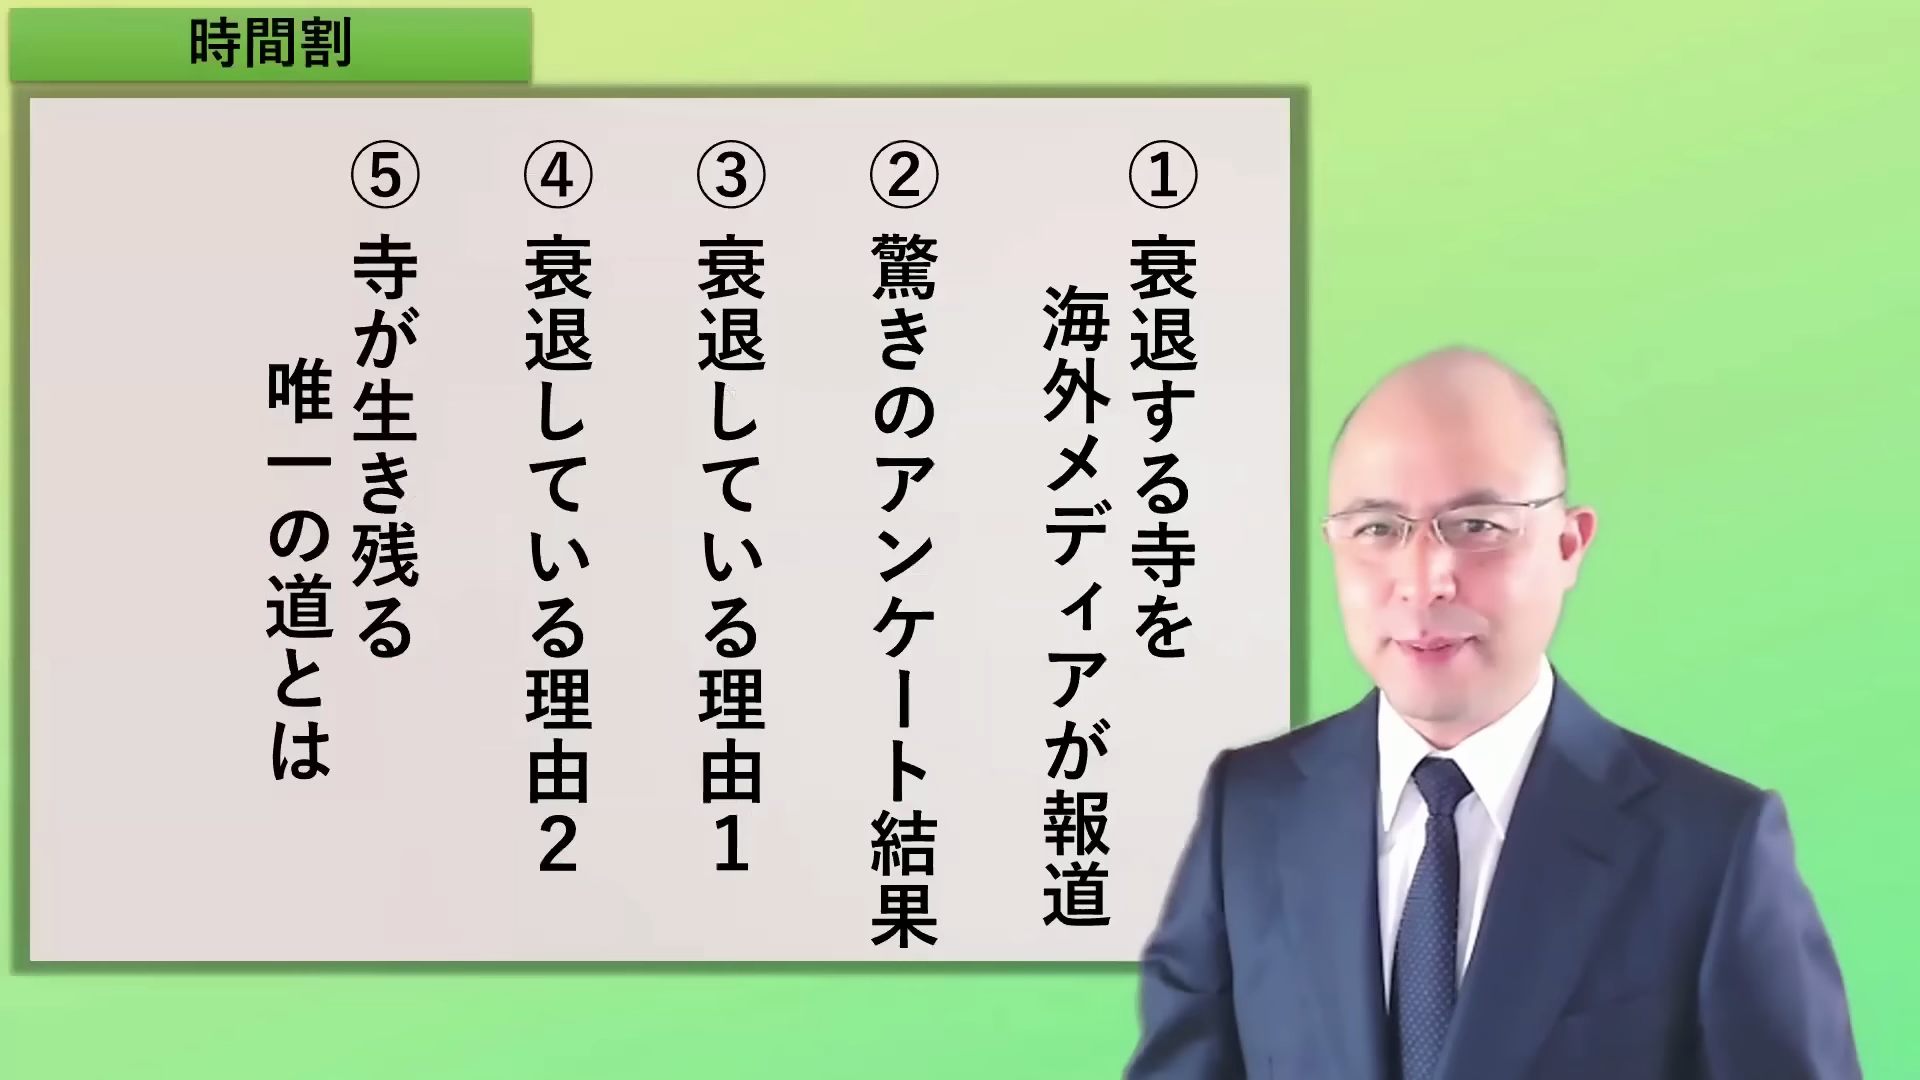 時間割
① 衰退する寺を
海外メディアが報道
② 驚きのアンケート結果
③ 衰退している理由1
④ 衰退している理由2
⑤ 寺が生き残る
唯一の道とは